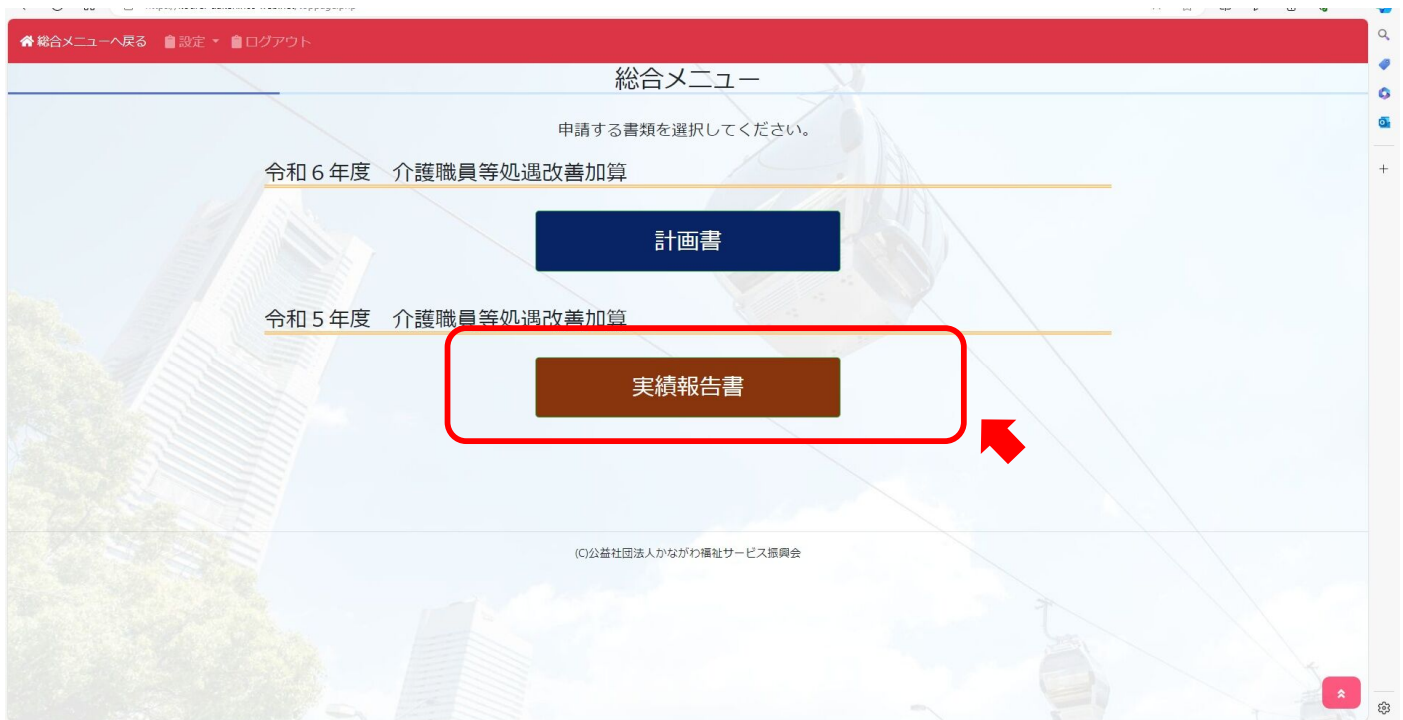 総合メニューへ戻る 設定 ログアウト
総合メニュー
申請する書類を選択してください。
令和６年度　介護職員等処遇改善加算
計画書
令和５年度　介護職員等処遇改善加算
実績報告書
(C)公益社団法人かながわ福祉サービス振興会